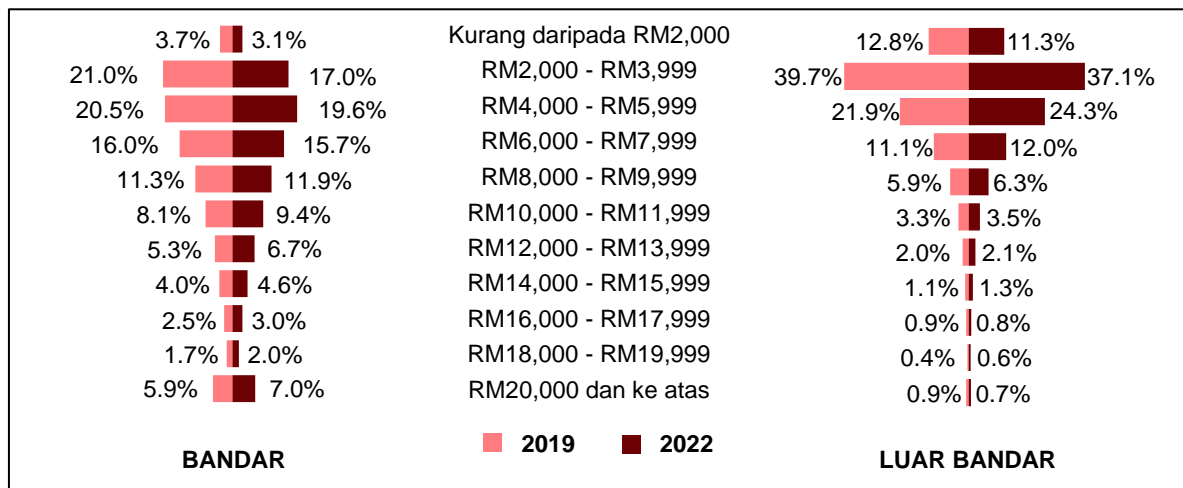 3.7% 3.1% Kurang daripada RM2,000 12.8% 11.3%
21.0% 17.0% RM2,000 - RM3,999 39.7% 37.1%
20.5% 19.6% RM4,000 - RM5,999 21.9% 24.3%
16.0% 15.7% RM6,000 - RM7,999 11.1% 12.0%
11.3% 11.9% RM8,000 - RM9,999 5.9% 6.3%
8.1% 9.4% RM10,000 - RM11,999 3.3% 3.5%
5.3% 6.7% RM12,000 - RM13,999 2.0% 2.1%
4.0% 4.6% RM14,000 - RM15,999 1.1% 1.3%
2.5% 3.0% RM16,000 - RM17,999 0.9% 0.8%
1.7% 2.0% RM18,000 - RM19,999 0.4% 0.6%
5.9% 7.0% RM20,000 dan ke atas 0.9% 0.7%
2019 2022
BANDAR LUAR BANDAR